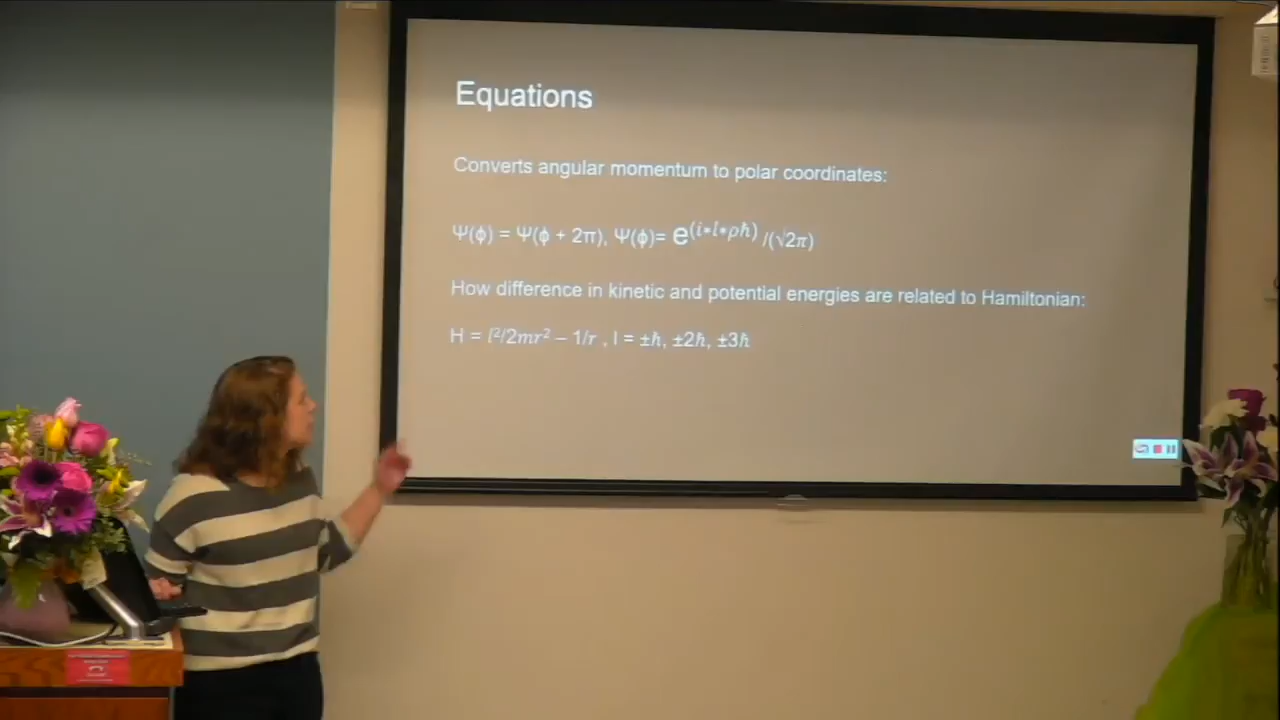 Equations
Converts angular momentum to polar coordinates:
Ψ(ϕ) = Ψ(ϕ + 2π), Ψ(ϕ)= e^(i*l*ρħ) /(√2π)
How difference in kinetic and potential energies are related to Hamiltonian:
H = l²/2mr² – 1/r , l = ±ħ, ±2ħ, ±3ħ